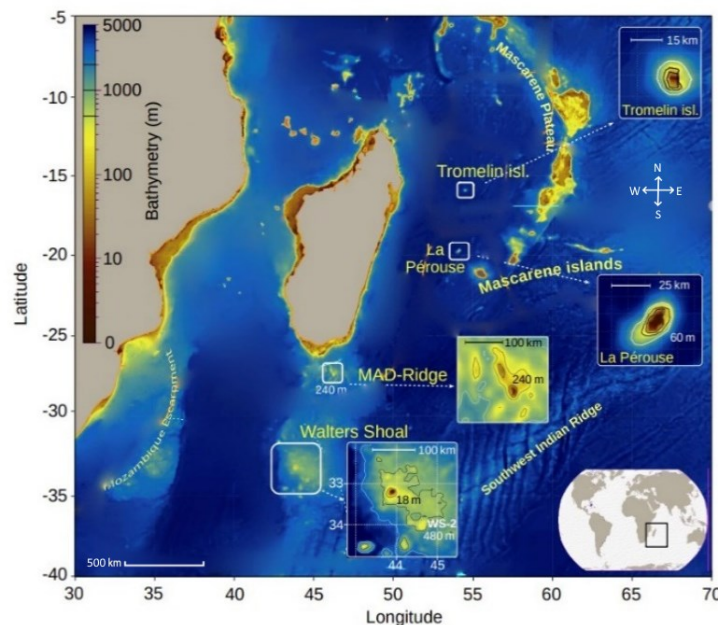 -5
-10
-15
-20
-25
-30
-35
-40
Latitude
30
35
40
45
50
55
60
65
70
Longitude
5000
1000
100
10
0
Bathymetry (m)
Mascarene Plateau
15 km
Tromelin isl.
N
W
E
S
Tromelin isl.
La
Pérouse
Mascarene islands
25 km
60 m
La Pérouse
MAD-Ridge
240 m
100 km
240 m
Mozambique Escarpment
Walters Shoal
100 km
33
34
18 m
WS-2
480 m
44
45
Southwest Indian Ridge
500 km